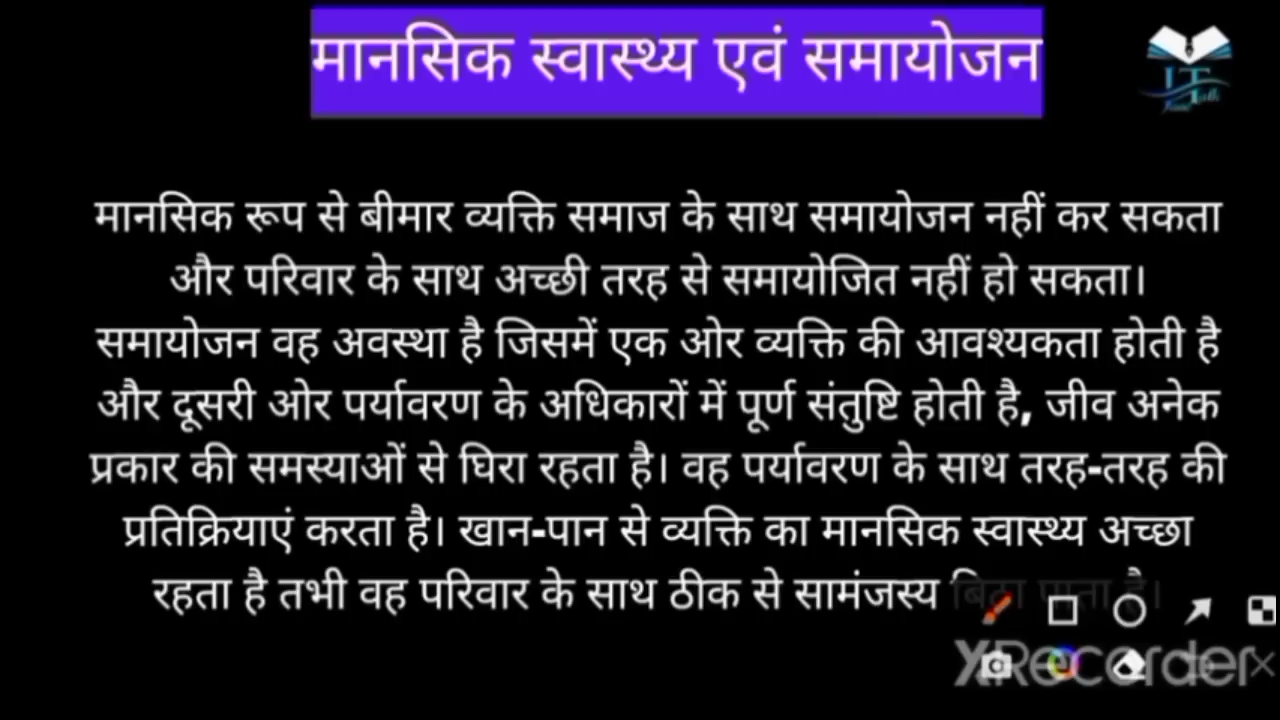 मानसिक स्वास्थ्य एवं समायोजन
मानसिक रूप से बीमार व्यक्ति समाज के साथ समायोजन नहीं कर सकता
और परिवार के साथ अच्छी तरह से समायोजित नहीं हो सकता।
समायोजन वह अवस्था है जिसमें एक ओर व्यक्ति की आवश्यकता होती है
और दूसरी ओर पर्यावरण के अधिकारों में पूर्ण संतुष्टि होती है, जीव अनेक
प्रकार की समस्याओं से घिरा रहता है। वह पर्यावरण के साथ तरह-तरह की
प्रतिक्रियाएं करता है। खान-पान से व्यक्ति का मानसिक स्वास्थ्य अच्छा
रहता है तभी वह परिवार के साथ ठीक से सामंजस्य बिठा पाता है।
XRecorder